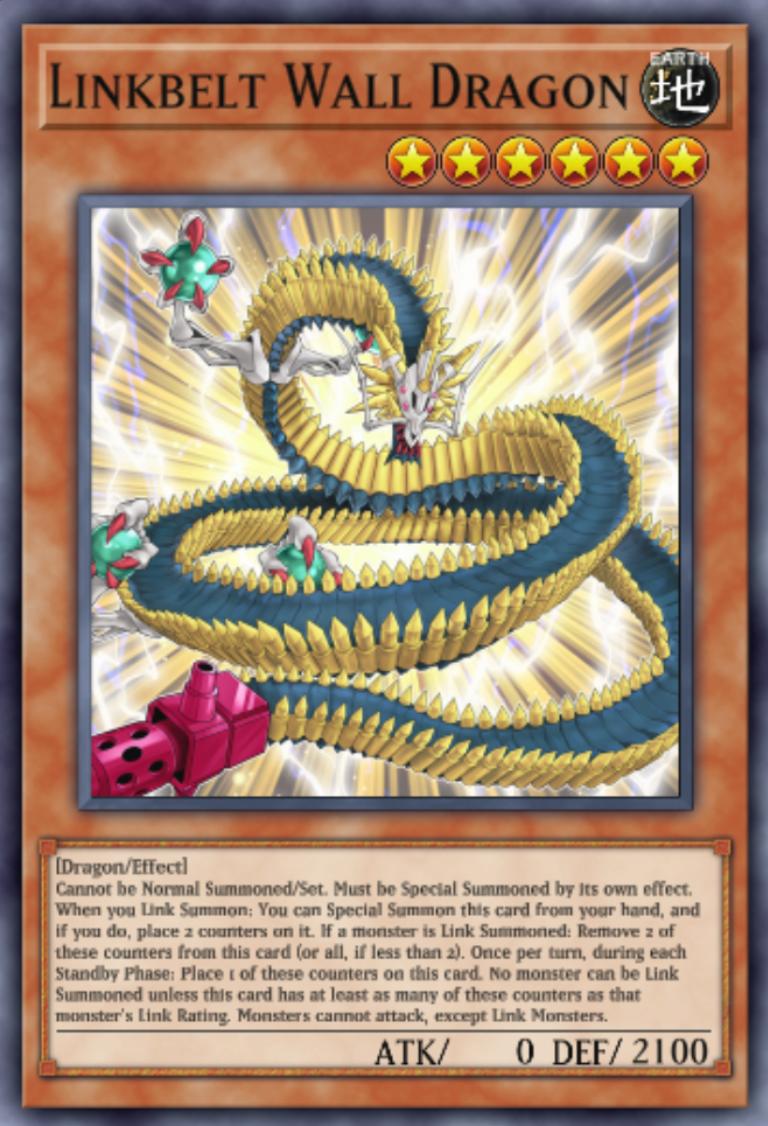 Linkbelt Wall Dragon
EARTH
地
[Dragon/Effect]
Cannot be Normal Summoned/Set. Must be Special Summoned by its own effect.
When you Link Summon: You can Special Summon this card from your hand, and
if you do, place 2 counters on it. If a monster is Link Summoned: Remove 2 of
these counters from this card (or all, if less than 2). Once per turn, during each
Standby Phase: Place 1 of these counters on this card. No monster can be Link
Summoned unless this card has at least as many of these counters as that
monster's Link Rating. Monsters cannot attack, except Link Monsters.
ATK/ 0 DEF/ 2100